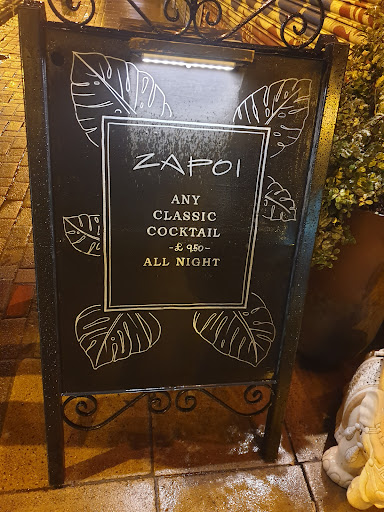 ZAPOI
ANY
CLASSIC
COCKTAIL
-£ 9.50-
ALL NIGHT